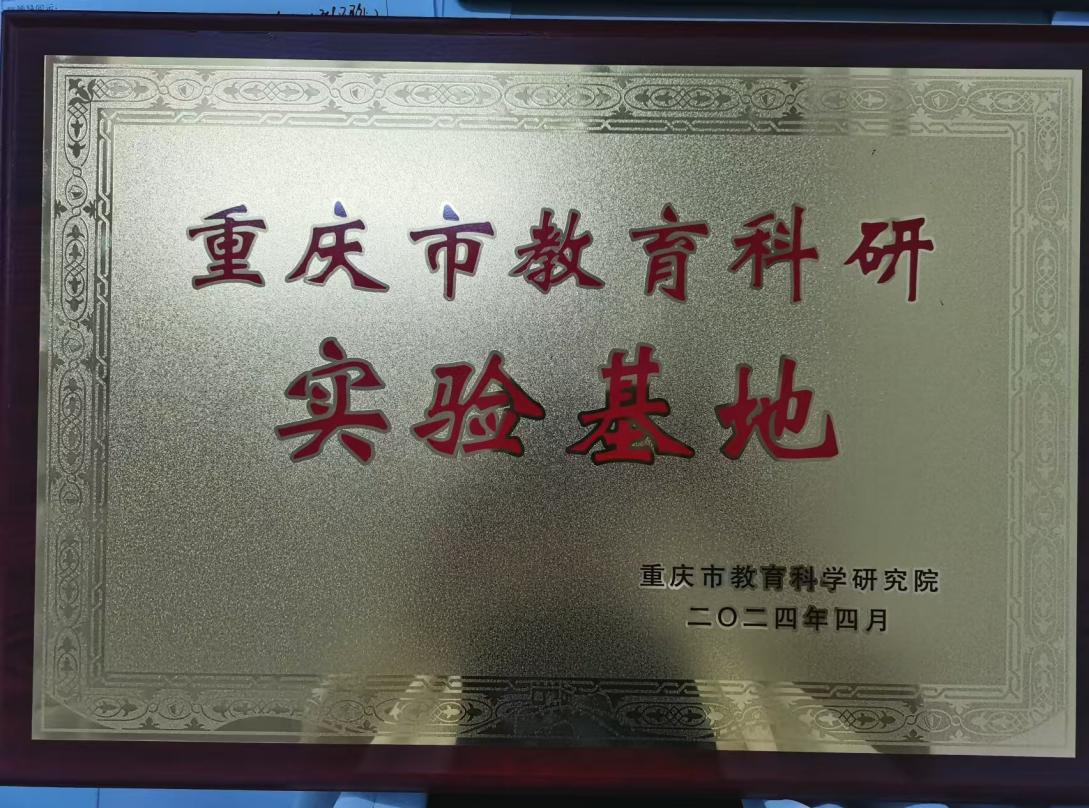 重庆市教育科研
实验基地
重庆市教育科学研究院
二〇二四年四月